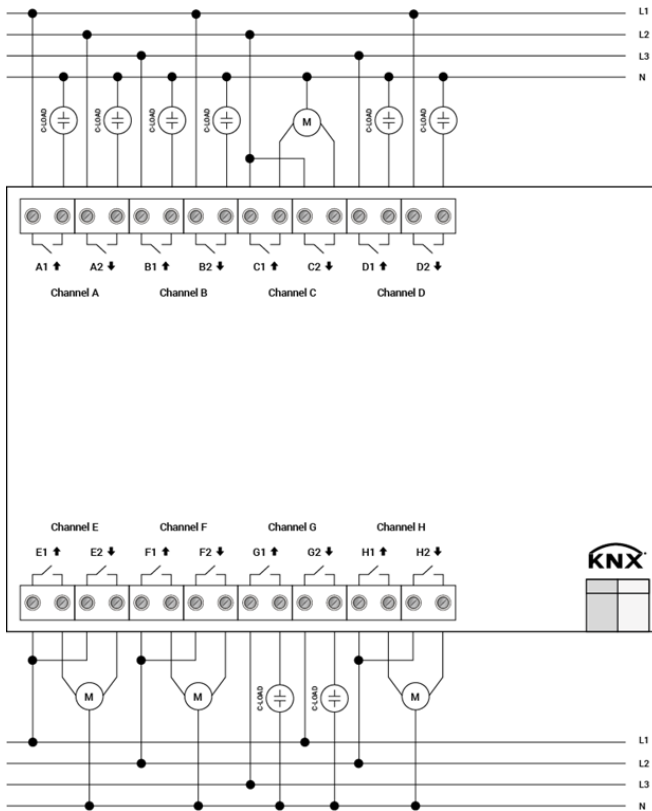 L1
L2
L3
N
C-LOAD C-LOAD C-LOAD C-LOAD M C-LOAD C-LOAD
A1 ⬆ A2 ⬇ B1 ⬆ B2 ⬇ C1 ⬆ C2 ⬇ D1 ⬆ D2 ⬇
Channel A Channel B Channel C Channel D
Channel E Channel F Channel G Channel H
E1 ⬆ E2 ⬇ F1 ⬆ F2 ⬇ G1 ⬆ G2 ⬇ H1 ⬆ H2 ⬇
KNX
M M C-LOAD C-LOAD M
L1
L2
L3
N